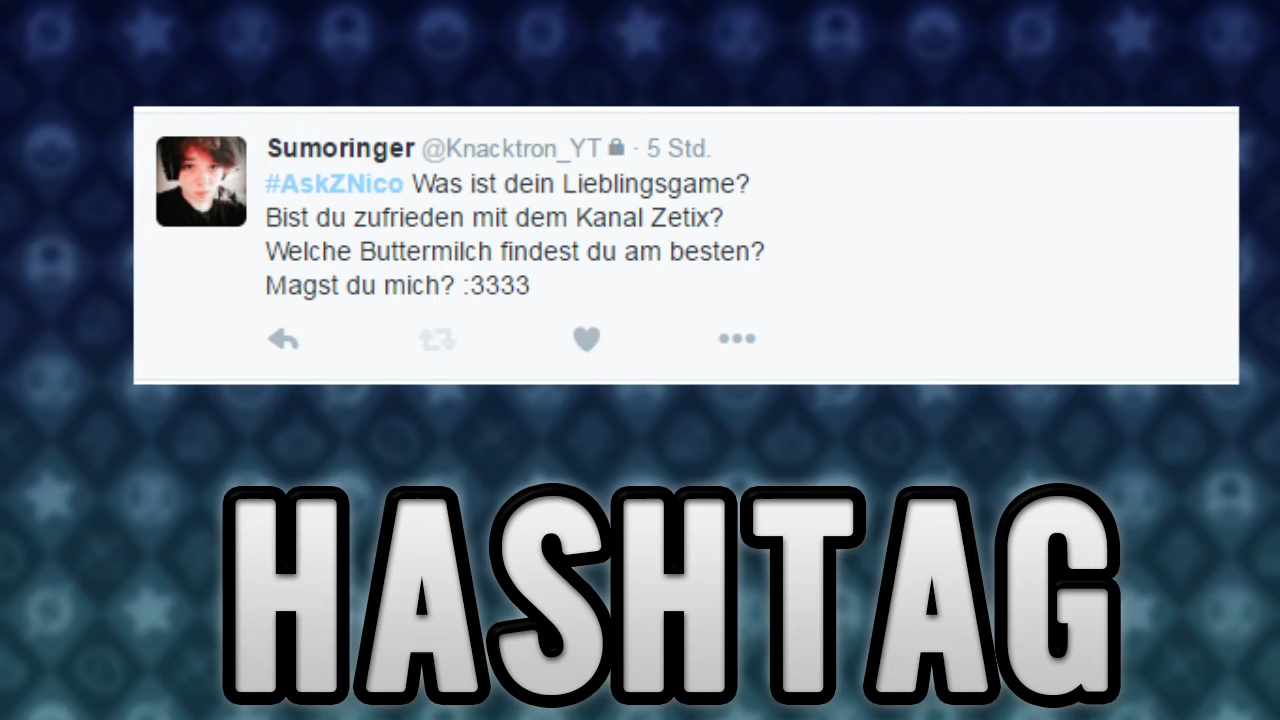 Sumoringer @Knacktron_YT · 5 Std.
#AskZNico Was ist dein Lieblingsgame?
Bist du zufrieden mit dem Kanal Zetix?
Welche Buttermilch findest du am besten?
Magst du mich? :3333
HASHTAG